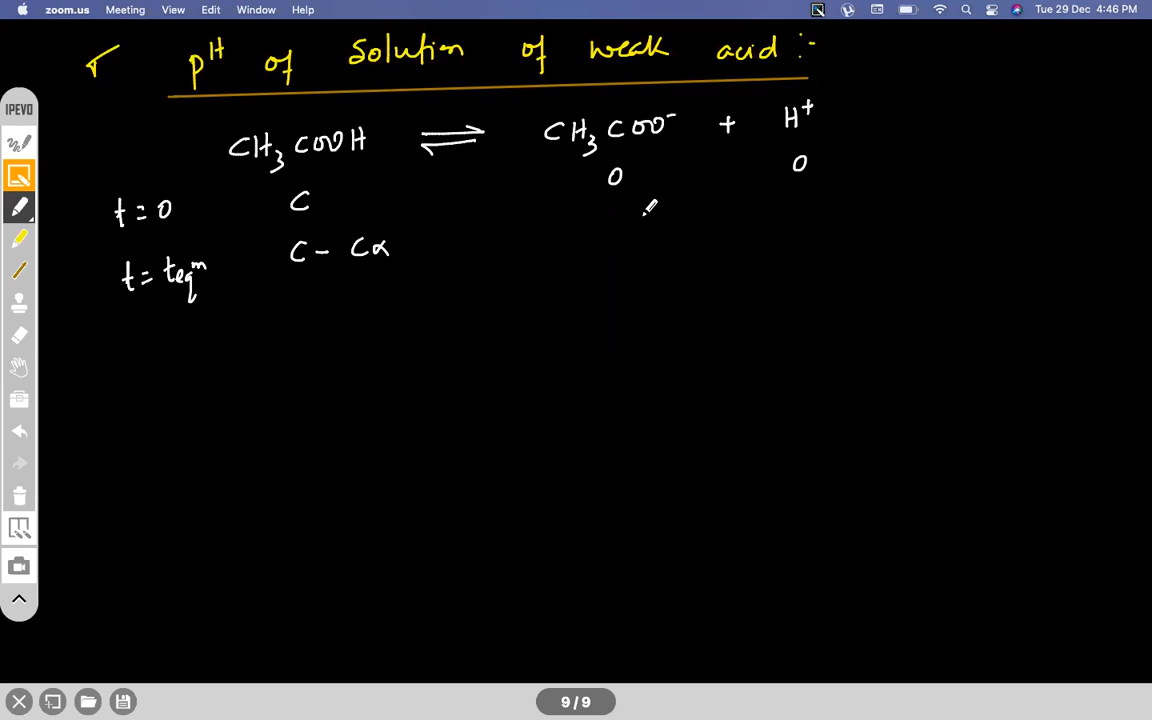 zoom.us Meeting View Edit Window Help Tue 29 Dec 4:46 PM
pH of Solution of weak acid :-
IPEVO
CH₃COOH ⇌ CH₃COO⁻ + H⁺
t = 0 C 0 0
t = teqᵐ C - Cα
9 / 9